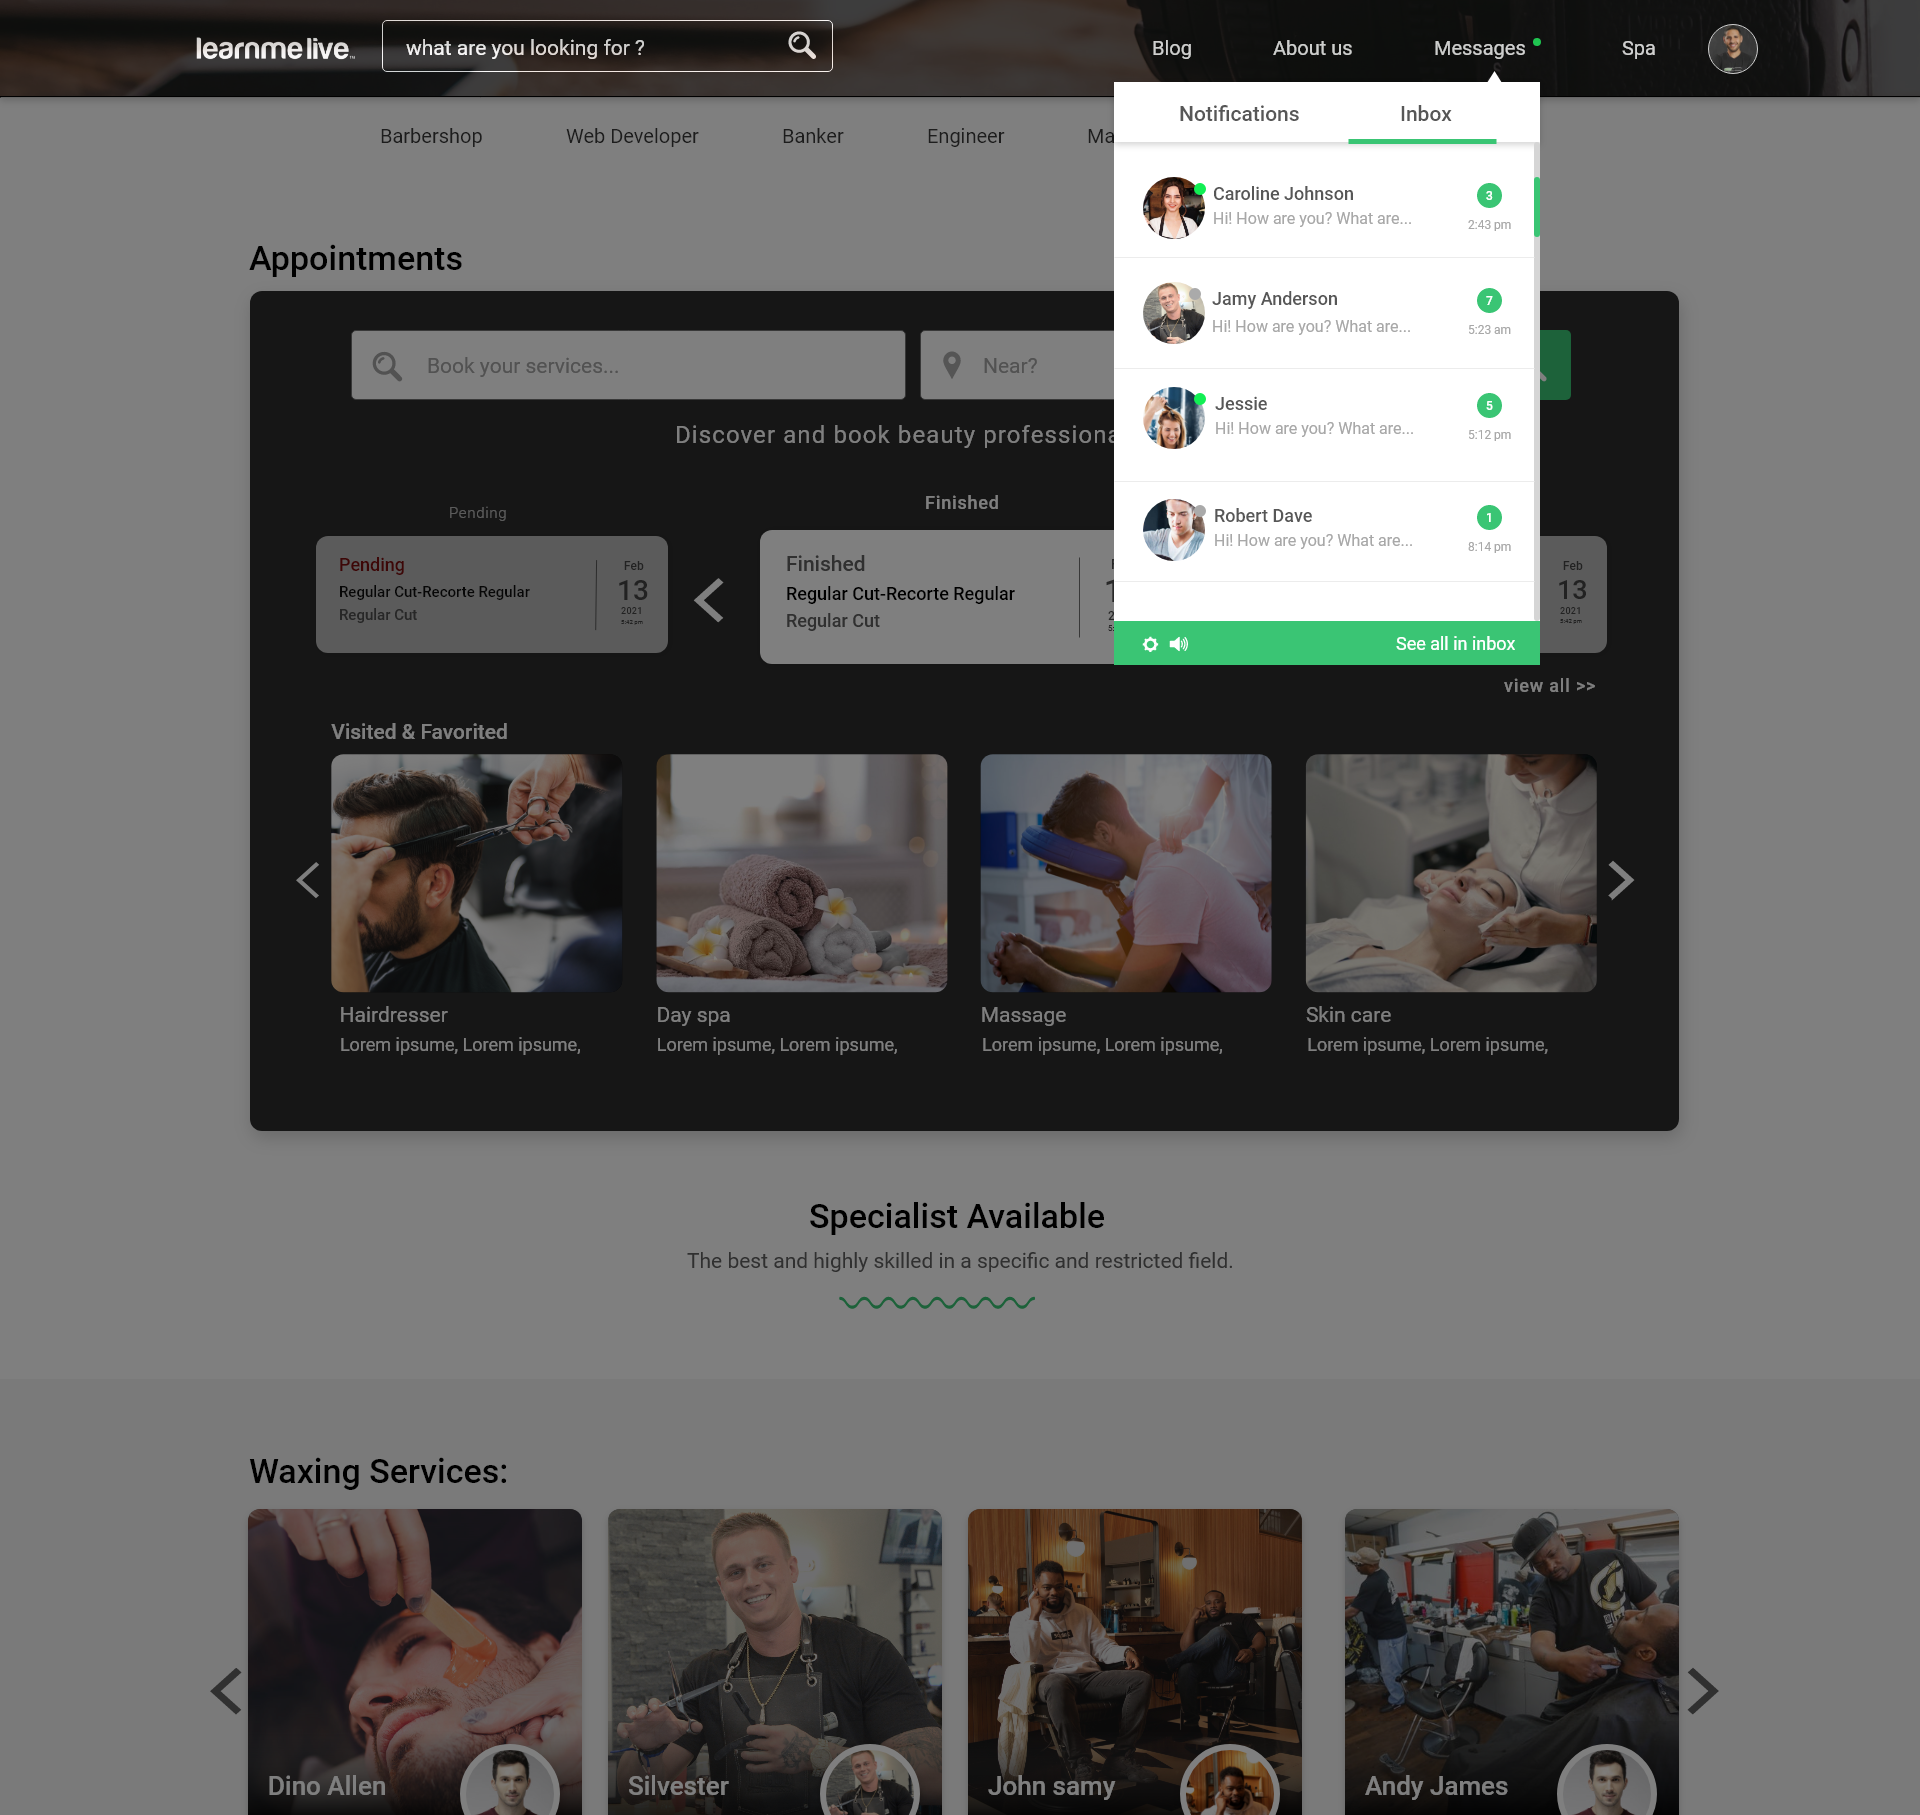 learnme live
what are you looking for ?
Blog
About us
Messages
Spa
Barbershop
Web Developer
Banker
Engineer
Ma
Notifications
Inbox
Caroline Johnson
Hi! How are you? What are...
3
2:43 pm
Jamy Anderson
Hi! How are you? What are...
7
5:23 am
Jessie
Hi! How are you? What are...
5
5:12 pm
Robert Dave
Hi! How are you? What are...
1
8:14 pm
See all in inbox
Appointments
Book your services...
Near?
Discover and book beauty professiona
Pending
Finished
Pending
Regular Cut-Recorte Regular
Regular Cut
Feb
13
2021
5:42 pm
Finished
Regular Cut-Recorte Regular
Regular Cut
Feb
13
2021
5:42 pm
view all >>
Visited & Favorited
Hairdresser
Lorem ipsume, Lorem ipsume,
Day spa
Lorem ipsume, Lorem ipsume,
Massage
Lorem ipsume, Lorem ipsume,
Skin care
Lorem ipsume, Lorem ipsume,
Specialist Available
The best and highly skilled in a specific and restricted field.
Waxing Services:
Dino Allen
Silvester
John samy
Andy James